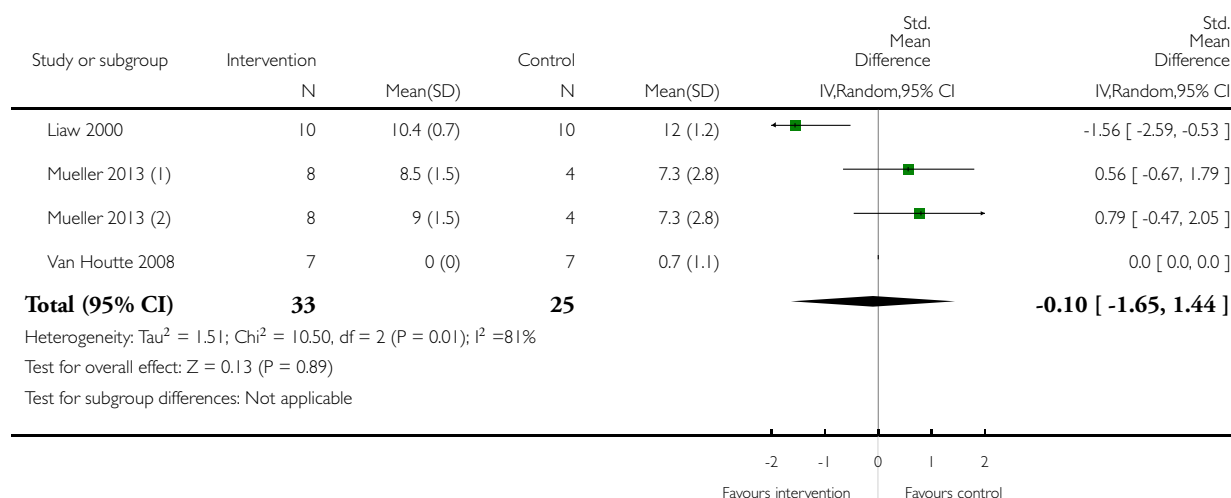 Study or subgroup Intervention Control Std. Mean Difference Std. Mean Difference
N Mean(SD) N Mean(SD) IV,Random,95% CI IV,Random,95% CI
Liaw 2000 10 10.4 (0.7) 10 12 (1.2) -1.56 [ -2.59, -0.53 ]
Mueller 2013 (1) 8 8.5 (1.5) 4 7.3 (2.8) 0.56 [ -0.67, 1.79 ]
Mueller 2013 (2) 8 9 (1.5) 4 7.3 (2.8) 0.79 [ -0.47, 2.05 ]
Van Houtte 2008 7 0 (0) 7 0.7 (1.1) 0.0 [ 0.0, 0.0 ]
Total (95% CI) 33 25 -0.10 [ -1.65, 1.44 ]
Heterogeneity: Tau² = 1.51; Chi² = 10.50, df = 2 (P = 0.01); I² =81%
Test for overall effect: Z = 0.13 (P = 0.89)
Test for subgroup differences: Not applicable
-2 -1 0 1 2
Favours intervention Favours control